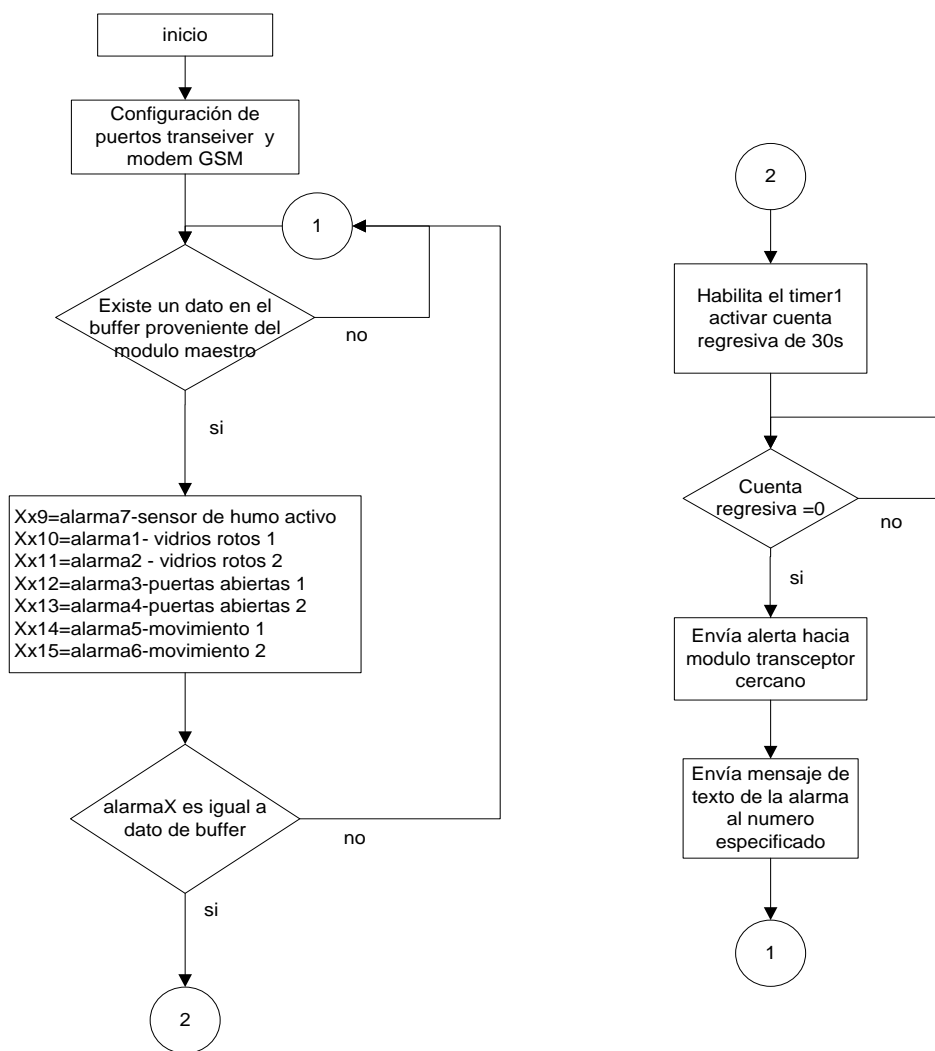 inicio
Configuración de
puertos transeiver y
modem GSM
1
Existe un dato en el
buffer proveniente del
modulo maestro
no
si
Xx9=alarma7-sensor de humo activo
Xx10=alarma1- vidrios rotos 1
Xx11=alarma2 - vidrios rotos 2
Xx12=alarma3-puertas abiertas 1
Xx13=alarma4-puertas abiertas 2
Xx14=alarma5-movimiento 1
Xx15=alarma6-movimiento 2
alarmaX es igual a
dato de buffer
no
si
2
2
Habilita el timer1
activar cuenta
regresiva de 30s
Cuenta
regresiva =0
no
si
Envía alerta hacia
modulo transceptor
cercano
Envía mensaje de
texto de la alarma
al numero
especificado
1